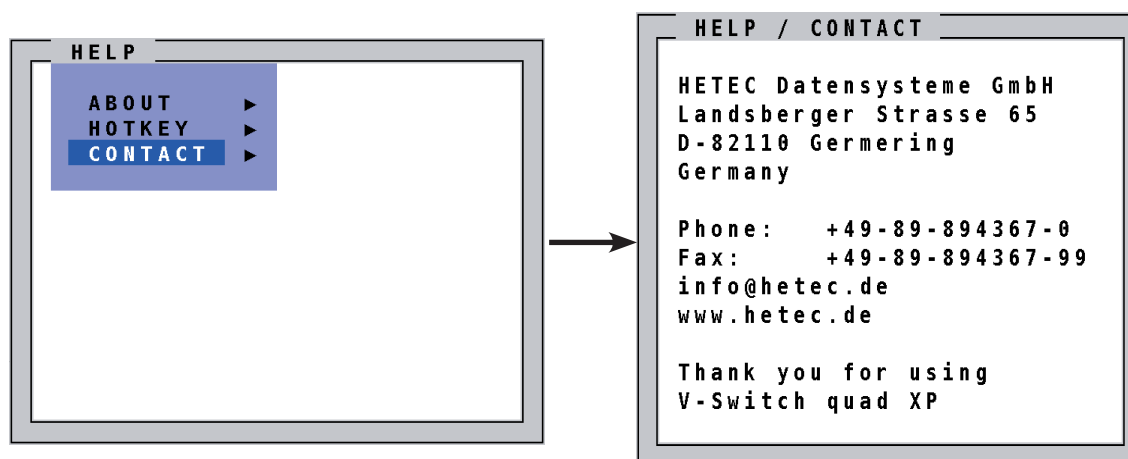 HELP
ABOUT ►
HOTKEY ►
CONTACT ►
HELP / CONTACT
HETEC Datensysteme GmbH
Landsberger Strasse 65
D-82110 Germering
Germany
Phone: +49-89-894367-0
Fax: +49-89-894367-99
info@hetec.de
www.hetec.de
Thank you for using
V-Switch quad XP